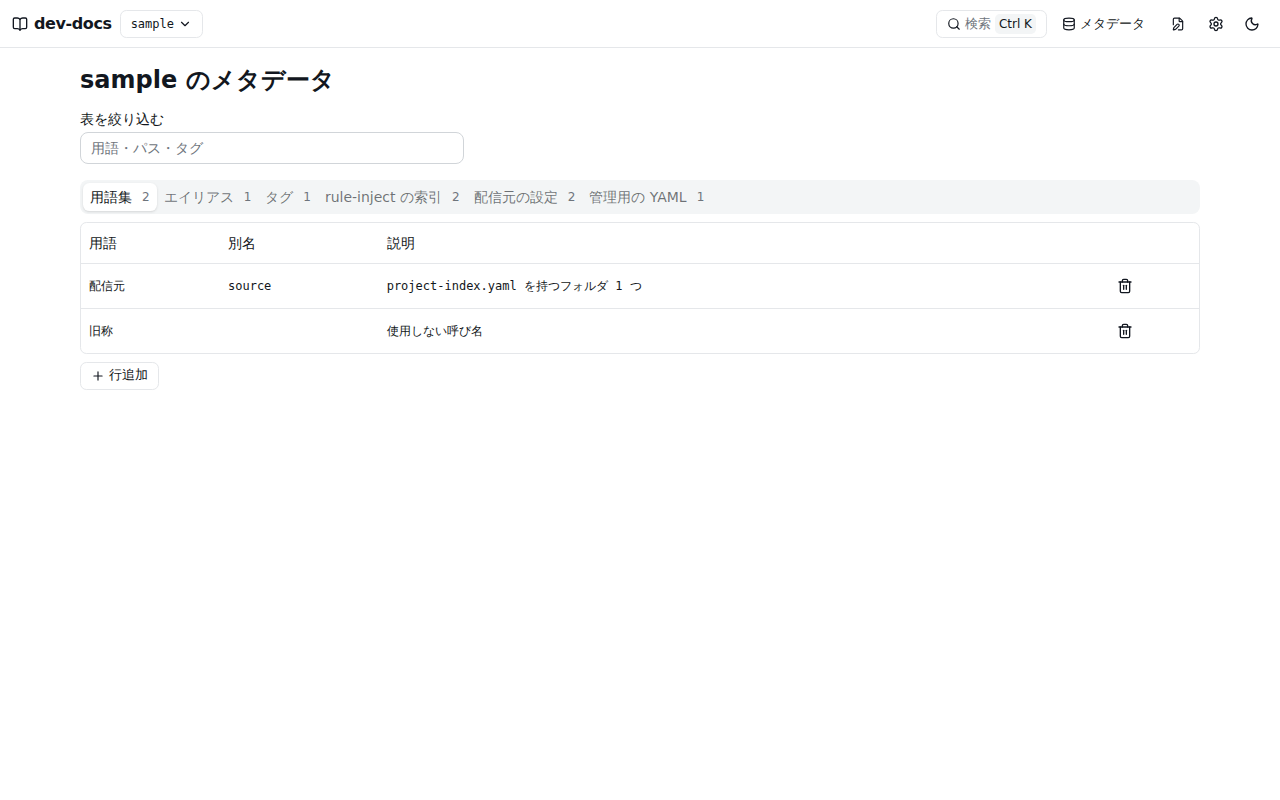 dev-docs sample 検索 Ctrl K メタデータ
sample のメタデータ
表を絞り込む
用語・パス・タグ
用語集 2 エイリアス 1 タグ 1 rule-inject の索引 2 配信元の設定 2 管理用の YAML 1
用語 別名 説明
配信元 source project-index.yaml を持つフォルダ 1 つ
旧称 使用しない呼び名
行追加